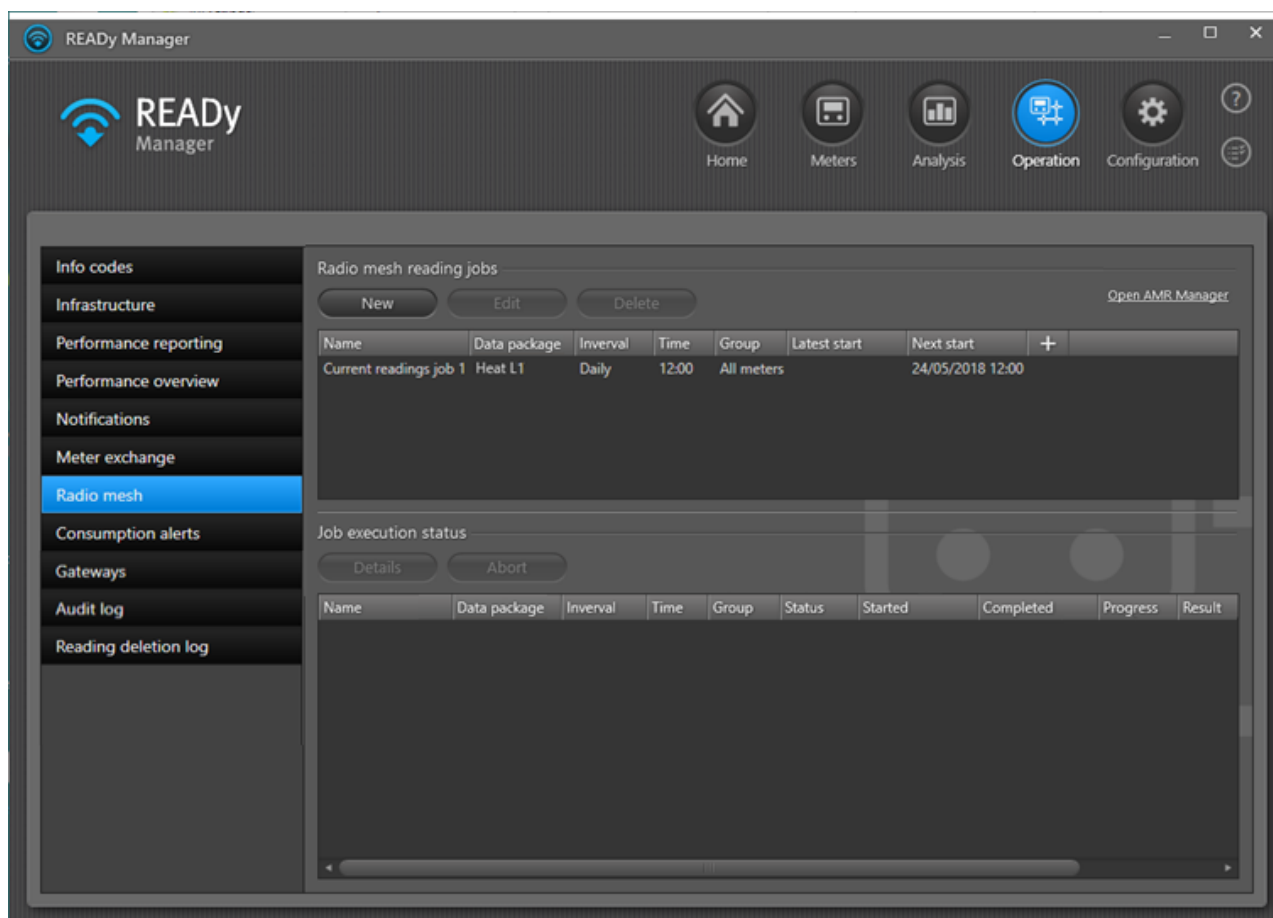 READy Manager
READy
Manager
?
Home Meters Analysis Operation Configuration
Info codes
Infrastructure
Performance reporting
Performance overview
Notifications
Meter exchange
Radio mesh
Consumption alerts
Gateways
Audit log
Reading deletion log
Radio mesh reading jobs
New Edit Delete
Open AMR Manager
Name Data package Inverval Time Group Latest start Next start +
Current readings job 1 Heat L1 Daily 12:00 All meters 24/05/2018 12:00
Job execution status
Details Abort
Name Data package Inverval Time Group Status Started Completed Progress Result